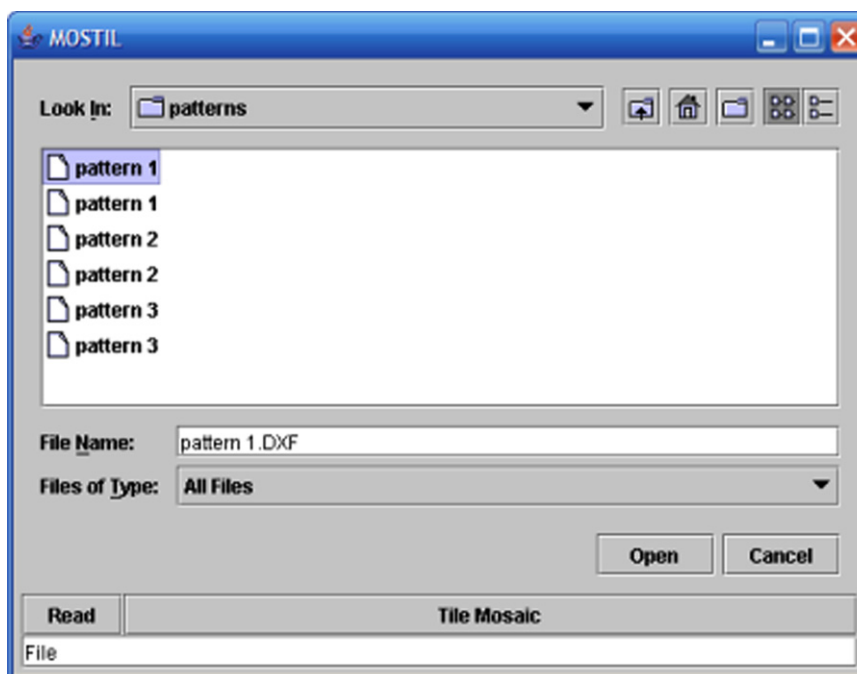 MOSTIL
Look In: patterns
pattern 1
pattern 1
pattern 2
pattern 2
pattern 3
pattern 3
File Name: pattern 1.DXF
Files of Type: All Files
Open Cancel
Read Tile Mosaic
File